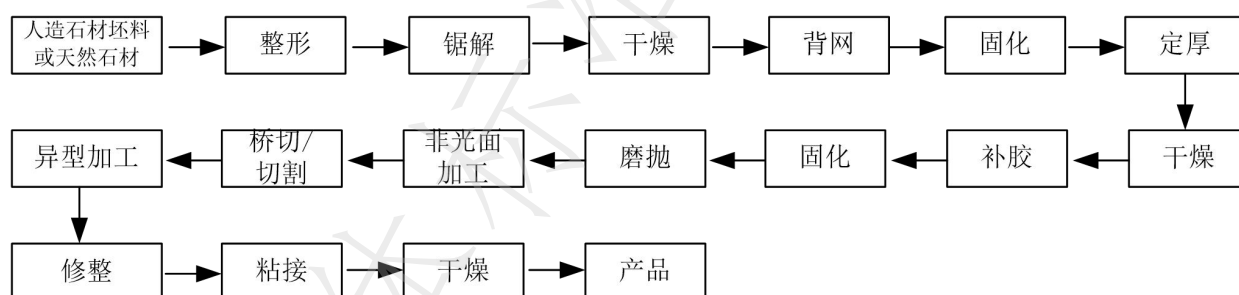 人造石材坯料
或天然石材
整形
锯解
干燥
背网
固化
定厚
干燥
补胶
固化
磨抛
非光面
加工
桥切/
切割
异型加工
修整
粘接
干燥
产品